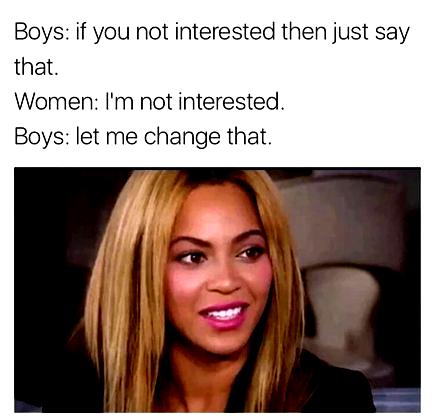 Boys: if you not interested then just say
that.
Women: I'm not interested.
Boys: let me change that.